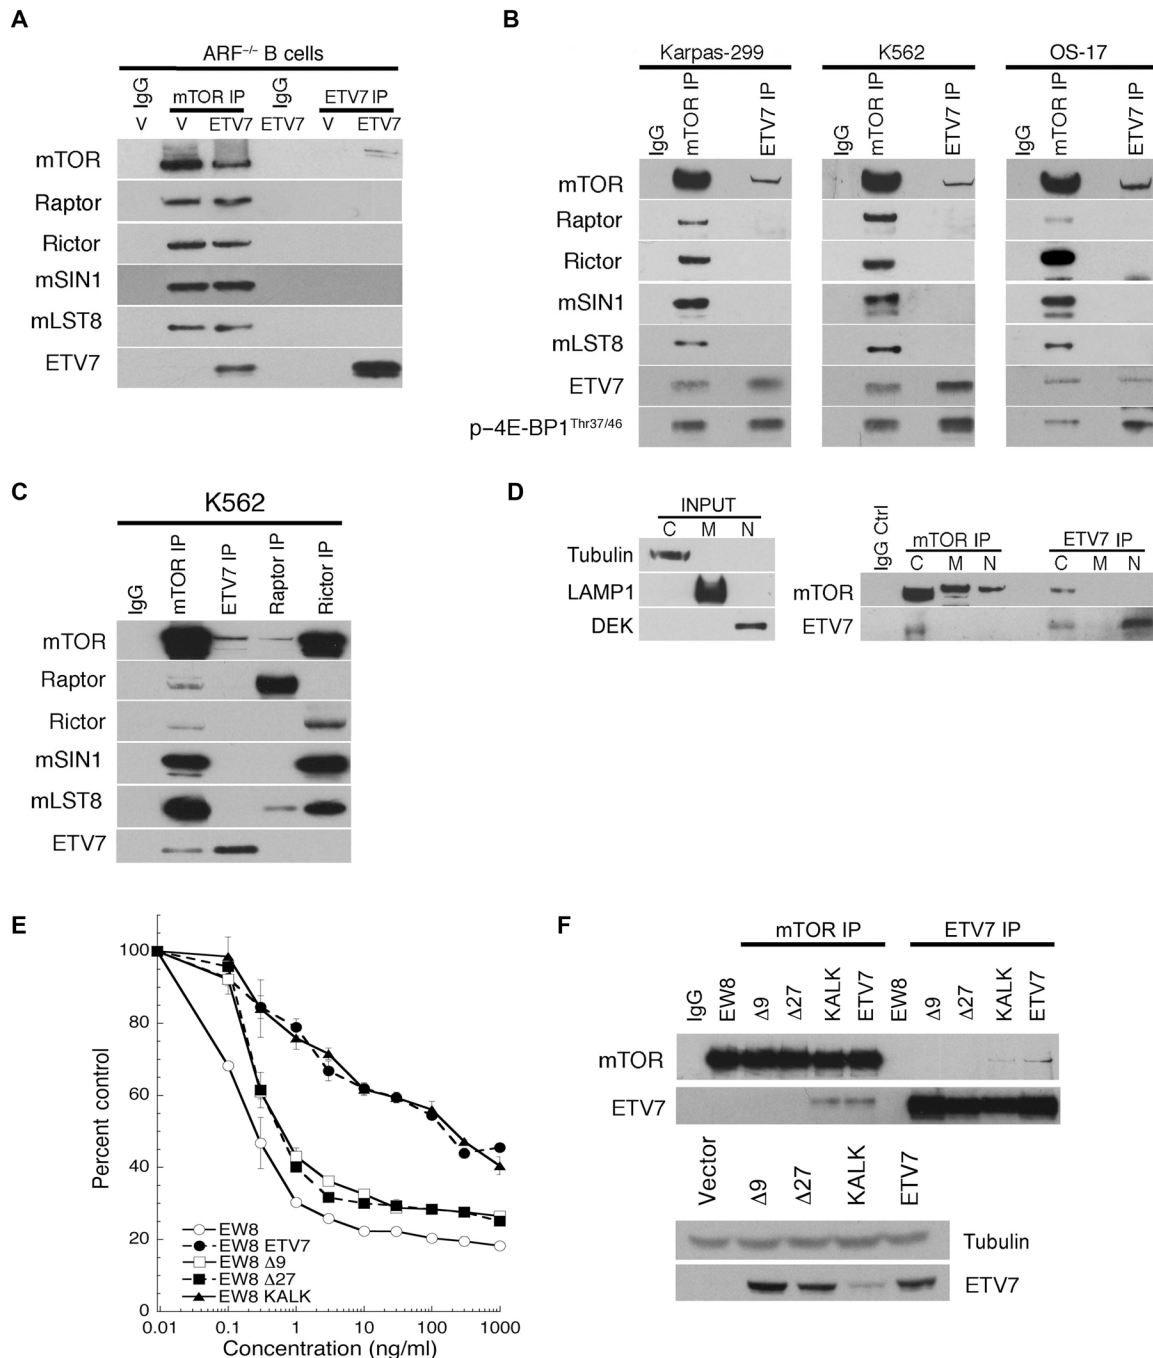 A
ARF–/– B cells
IgG
mTOR IP
IgG
ETV7 IP
V
V
ETV7
ETV7
V
ETV7
mTOR
Raptor
Rictor
mSIN1
mLST8
ETV7
B
Karpas-299
K562
OS-17
IgG
mTOR IP
ETV7 IP
IgG
mTOR IP
ETV7 IP
IgG
mTOR IP
ETV7 IP
mTOR
Raptor
Rictor
mSIN1
mLST8
ETV7
p–4E-BP1Thr37/46
C
K562
IgG
mTOR IP
ETV7 IP
Raptor IP
Rictor IP
mTOR
Raptor
Rictor
mSIN1
mLST8
ETV7
D
INPUT
C M N
Tubulin
LAMP1
DEK
IgG Ctrl
mTOR IP
ETV7 IP
C M N
C M N
mTOR
ETV7
E
Percent control
100
80
60
40
20
0
EW8
EW8 ETV7
EW8 Δ9
EW8 Δ27
EW8 KALK
0.01 0.1 1 10 100 1000
Concentration (ng/ml)
F
mTOR IP
ETV7 IP
IgG
EW8
Δ9
Δ27
KALK
ETV7
EW8
Δ9
Δ27
KALK
ETV7
mTOR
ETV7
Vector
Δ9
Δ27
KALK
ETV7
Tubulin
ETV7